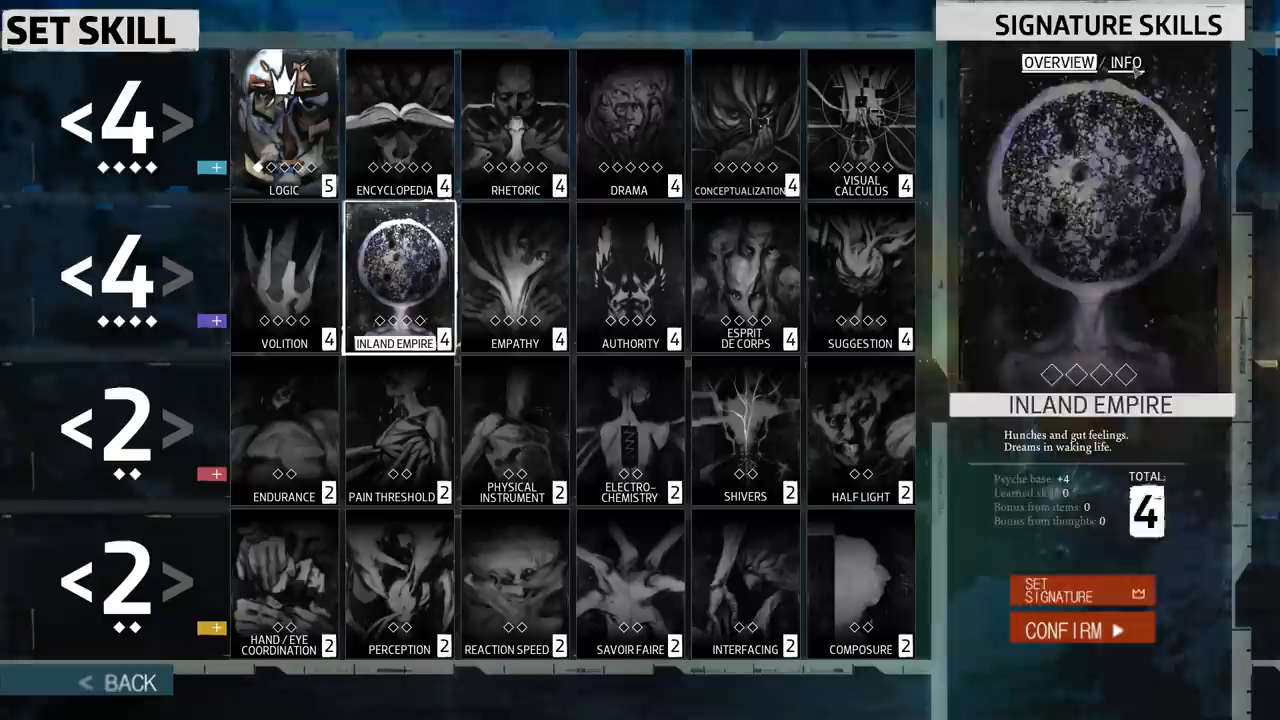 SET SKILL
SIGNATURE SKILLS
OVERVIEW / INFO
<4>
+
LOGIC 5
ENCYCLOPEDIA 4
RHETORIC 4
DRAMA 4
CONCEPTUALIZATION 4
VISUAL
CALCULUS 4
<4>
+
VOLITION 4
INLAND EMPIRE 4
EMPATHY 4
AUTHORITY 4
ESPRIT
DE CORPS 4
SUGGESTION 4
<2>
+
ENDURANCE 2
PAIN THRESHOLD 2
PHYSICAL
INSTRUMENT 2
ELECTRO-
CHEMISTRY 2
SHIVERS 2
HALF LIGHT 2
<2>
+
HAND / EYE
COORDINATION 2
PERCEPTION 2
REACTION SPEED 2
SAVOIR FAIRE 2
INTERFACING 2
COMPOSURE 2
INLAND EMPIRE
Hunches and gut feelings.
Dreams in waking life.
Psyche base: +4
Learned skill: 0
Bonus from items: 0
Bonus from thoughts: 0
TOTAL:
4
SET
SIGNATURE
CONFIRM
< BACK